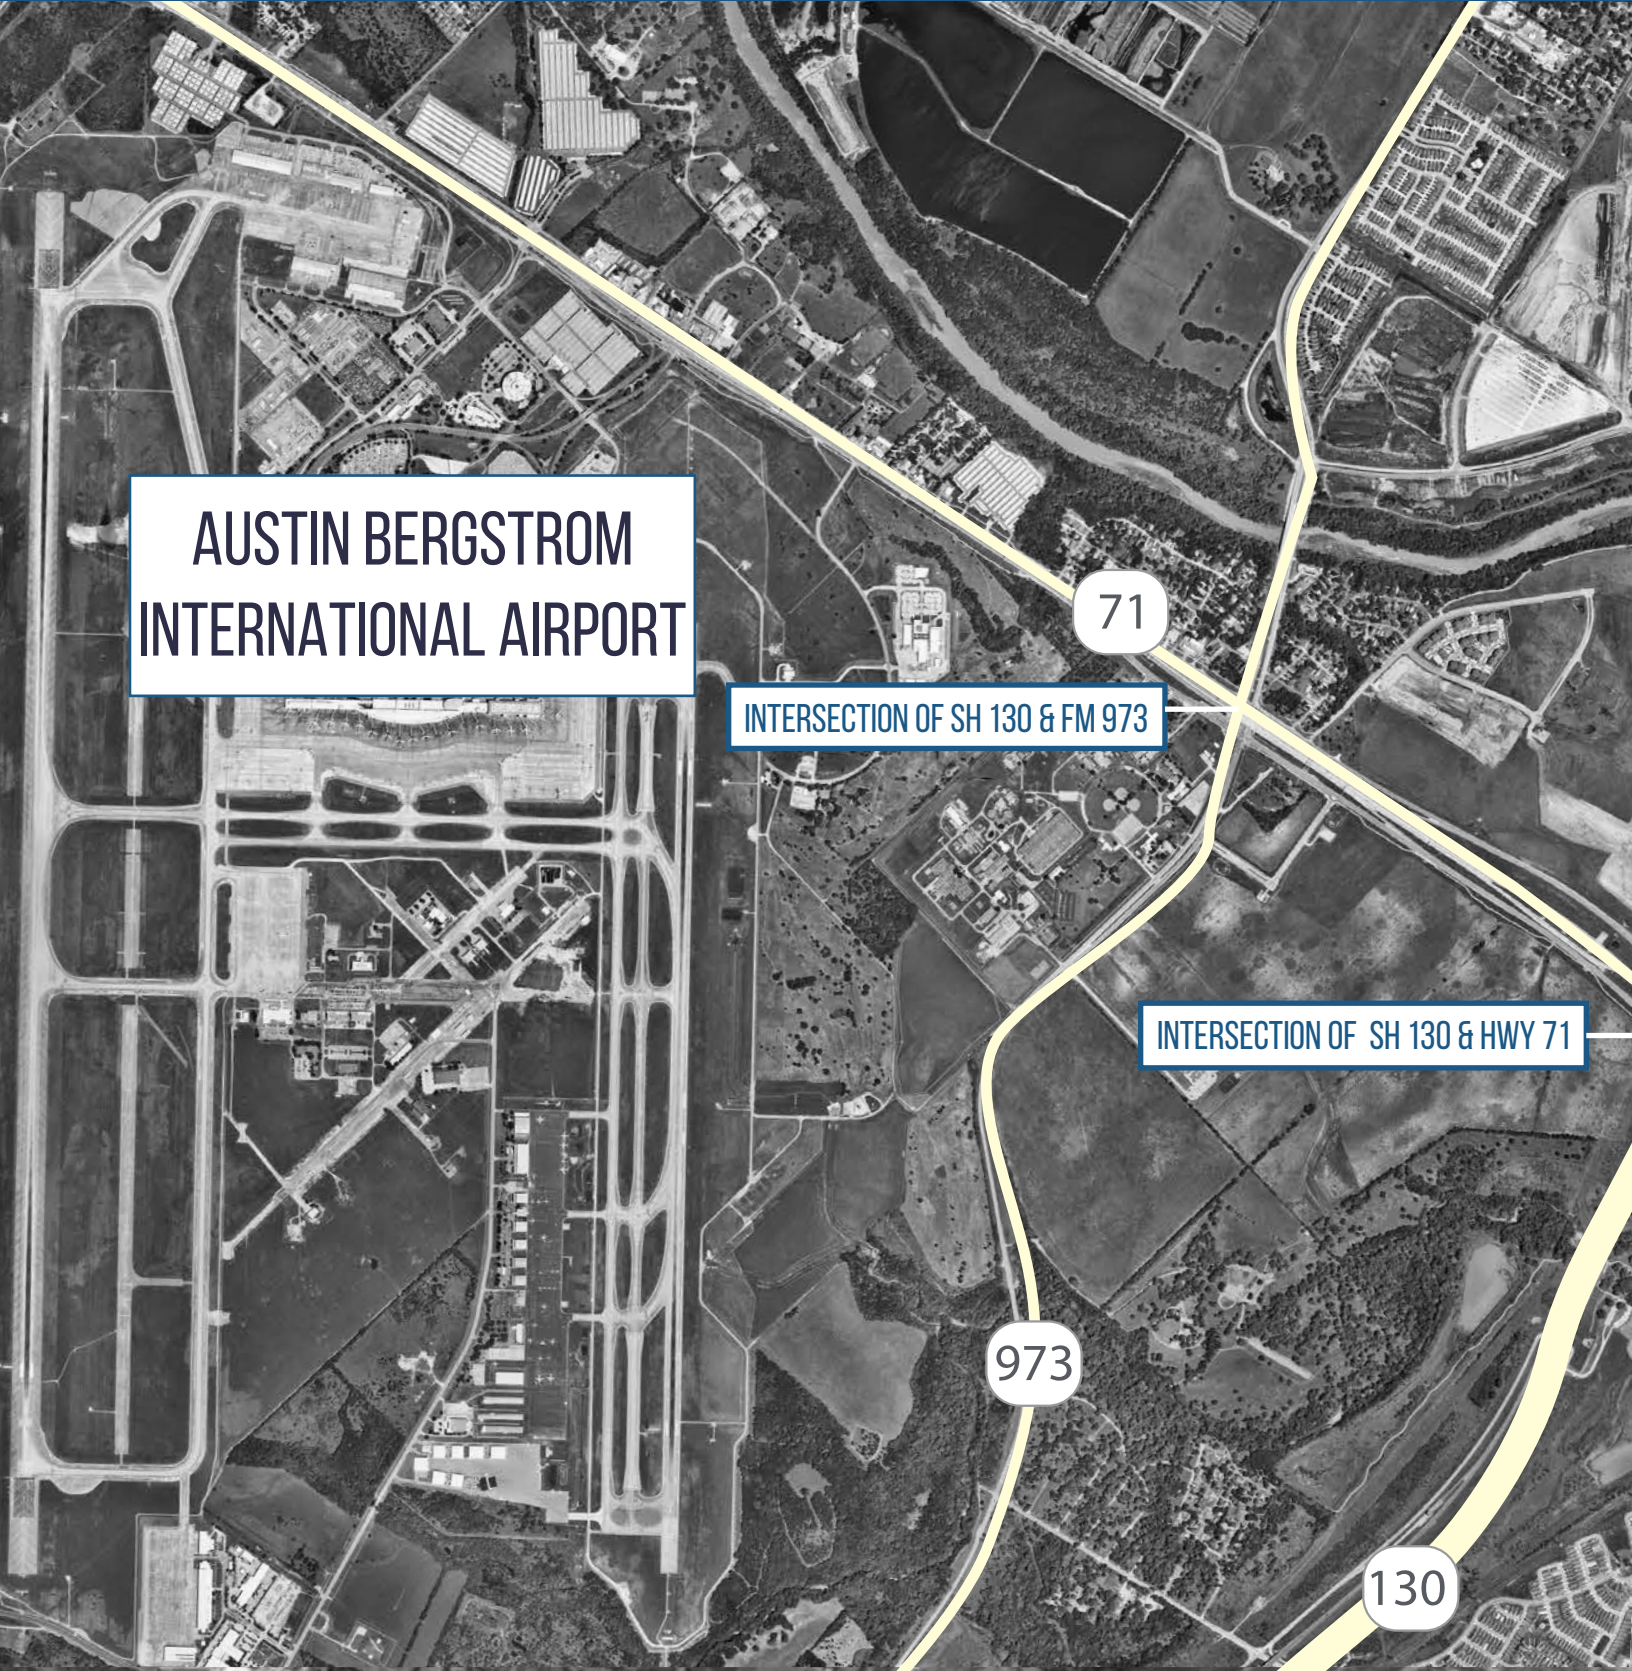 AUSTIN BERGSTROM
INTERNATIONAL AIRPORT
71
INTERSECTION OF SH 130 & FM 973
INTERSECTION OF SH 130 & HWY 71
973
130